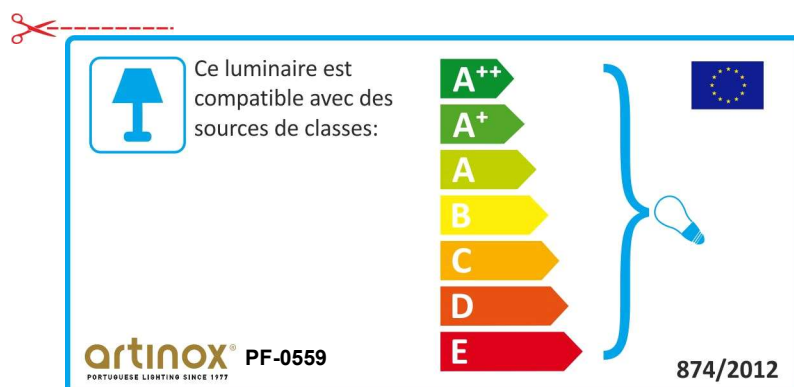 Ce luminaire est
compatible avec des
sources de classes:
A++
A+
A
B
C
D
E
artinox® PF-0559
PORTUGUESE LIGHTING SINCE 1977
874/2012